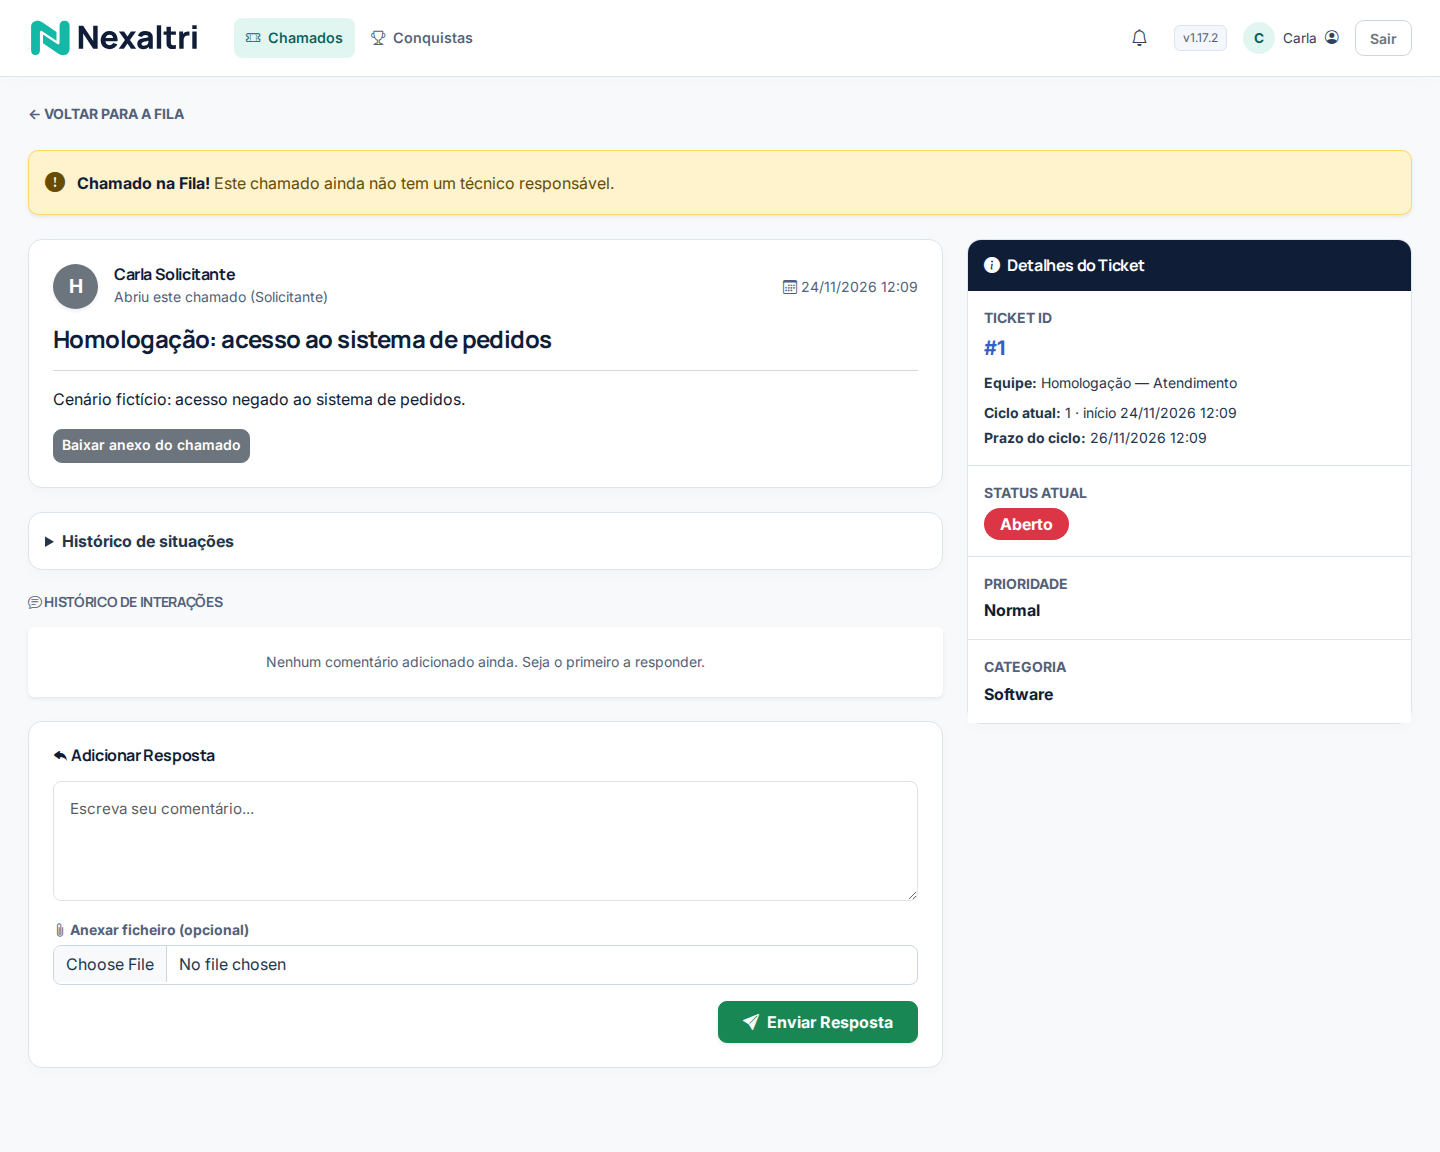 Nexaltri
Chamados
Conquistas
v1.17.2
C
Carla
Sair
← VOLTAR PARA A FILA
Chamado na Fila! Este chamado ainda não tem um técnico responsável.
H
Carla Solicitante
Abriu este chamado (Solicitante)
24/11/2026 12:09
Homologação: acesso ao sistema de pedidos
Cenário fictício: acesso negado ao sistema de pedidos.
Baixar anexo do chamado
Histórico de situações
HISTÓRICO DE INTERAÇÕES
Nenhum comentário adicionado ainda. Seja o primeiro a responder.
Adicionar Resposta
Escreva seu comentário...
Anexar ficheiro (opcional)
Choose File No file chosen
Enviar Resposta
Detalhes do Ticket
TICKET ID
#1
Equipe: Homologação — Atendimento
Ciclo atual: 1 · início 24/11/2026 12:09
Prazo do ciclo: 26/11/2026 12:09
STATUS ATUAL
Aberto
PRIORIDADE
Normal
CATEGORIA
Software